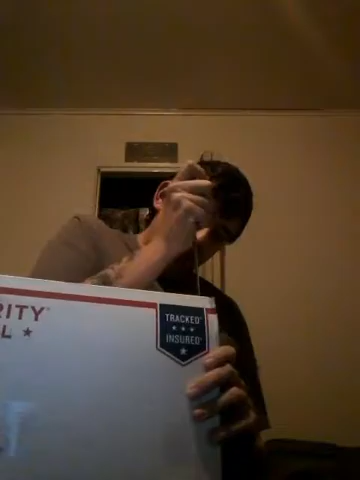 RITY®
L ★
TRACKED®
★ ★ ★
INSURED®
★